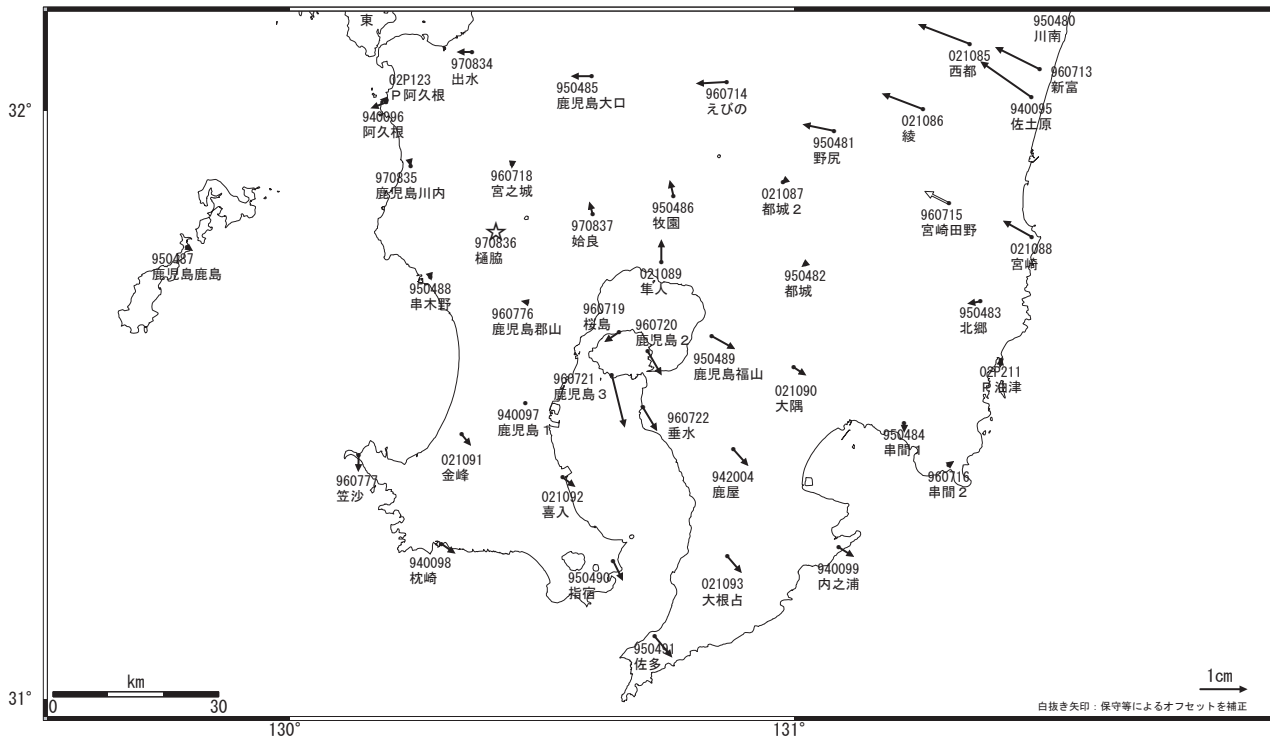 東
950480
川南
021085
西都
960713
新富
940095
佐土原
970834
出水
02P123
P阿久根
940096
阿久根
950485
鹿児島大口
960714
えびの
021086
綾
950481
野尻
32°
970835
鹿児島川内
960718
宮之城
021087
都城2
950486
牧園
970837
姶良
960715
宮崎田野
021088
宮崎
970836
樋脇
950487
鹿児島鹿島
950488
串木野
021089
隼人
950482
都城
960776
鹿児島郡山
960719
桜島
960720
鹿児島2
950483
北郷
950489
鹿児島福山
02P211
P油津
960721
鹿児島3
021090
大隅
940097
鹿児島1
960722
垂水
950484
串間1
960716
串間2
021091
金峰
960777
笠沙
942004
鹿屋
021092
喜入
940098
枕崎
950490
指宿
021093
大根占
940099
内之浦
950491
佐多
km
0
30
1cm
白抜き矢印：保守等によるオフセットを補正
31°
130°
131°